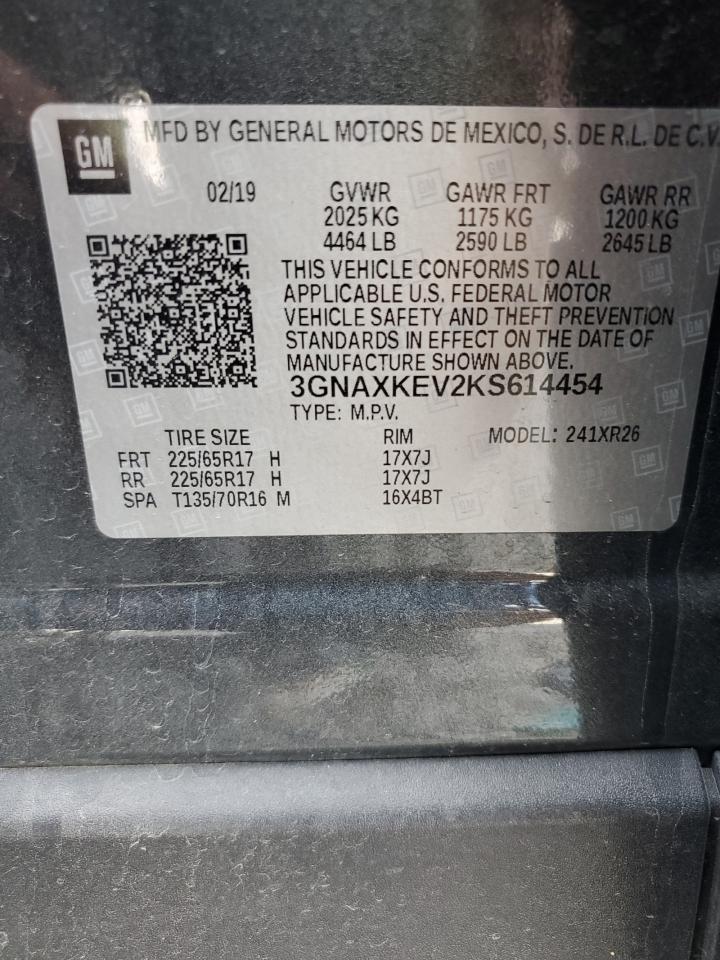 GM
MFD BY GENERAL MOTORS DE MEXICO, S. DE R.L. DE C.V.
02/19 GVWR GAWR FRT GAWR RR
2025 KG 1175 KG 1200 KG
4464 LB 2590 LB 2645 LB
THIS VEHICLE CONFORMS TO ALL
APPLICABLE U.S. FEDERAL MOTOR
VEHICLE SAFETY AND THEFT PREVENTION
STANDARDS IN EFFECT ON THE DATE OF
MANUFACTURE SHOWN ABOVE.
3GNAXKEV2KS614454
TYPE: M.P.V.
TIRE SIZE RIM MODEL: 241XR26
FRT 225/65R17 H 17X7J
RR 225/65R17 H 17X7J
SPA T135/70R16 M 16X4BT